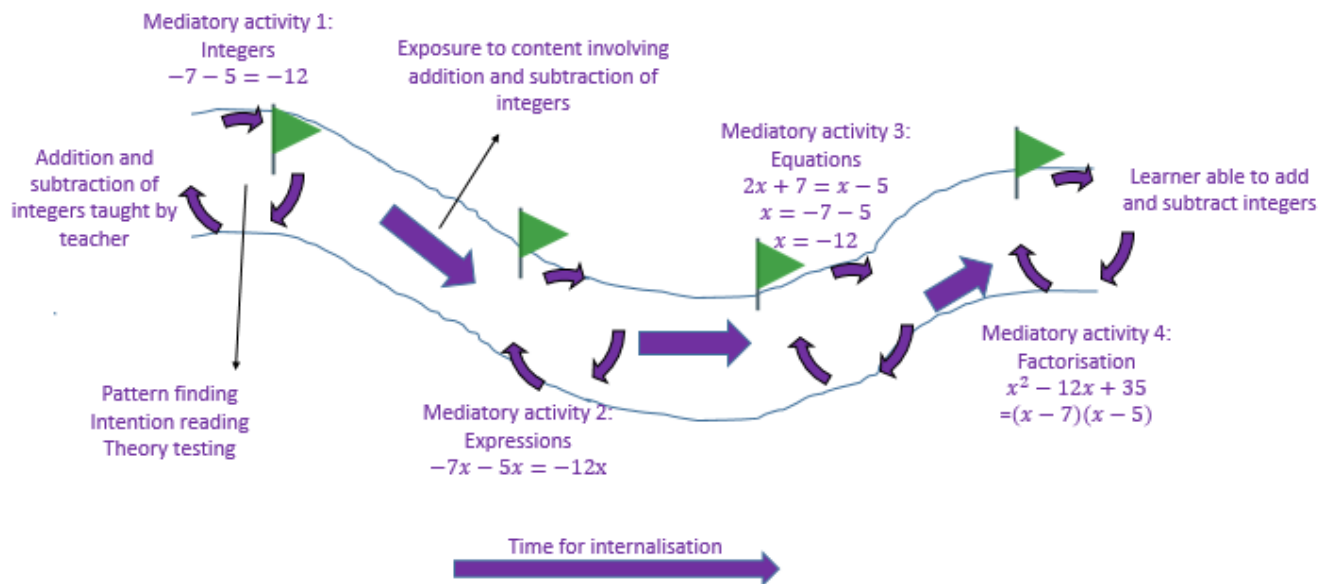 Mediatory activity 1:
Integers
−7 − 5 = −12
Exposure to content involving
addition and subtraction of
integers
Addition and
subtraction of
integers taught by
teacher
Mediatory activity 3:
Equations
2𝑥 + 7 = 𝑥 − 5
𝑥 = −7 − 5
𝑥 = −12
Learner able to add
and subtract integers
Pattern finding
Intention reading
Theory testing
Mediatory activity 2:
Expressions
−7𝑥 − 5𝑥 = −12x
Mediatory activity 4:
Factorisation
𝑥² − 12𝑥 + 35
=(𝑥 − 7)(𝑥 − 5)
Time for internalisation